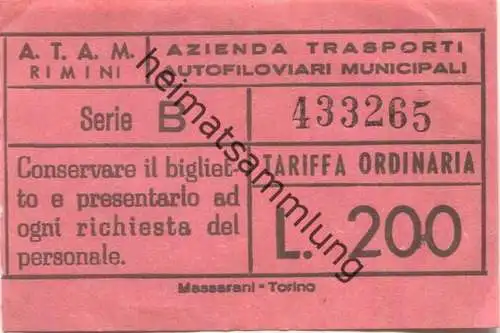 A.T.A.M.
RIMINI
AZIENDA TRASPORTI
AUTOFILOVIARI MUNICIPALI
Serie B
433265
Conservare il bigliet-
to e presentarlo ad
ogni richiesta del
personale.
TARIFFA ORDINARIA
L. 200
Massarani - Torino
heimatsammlung